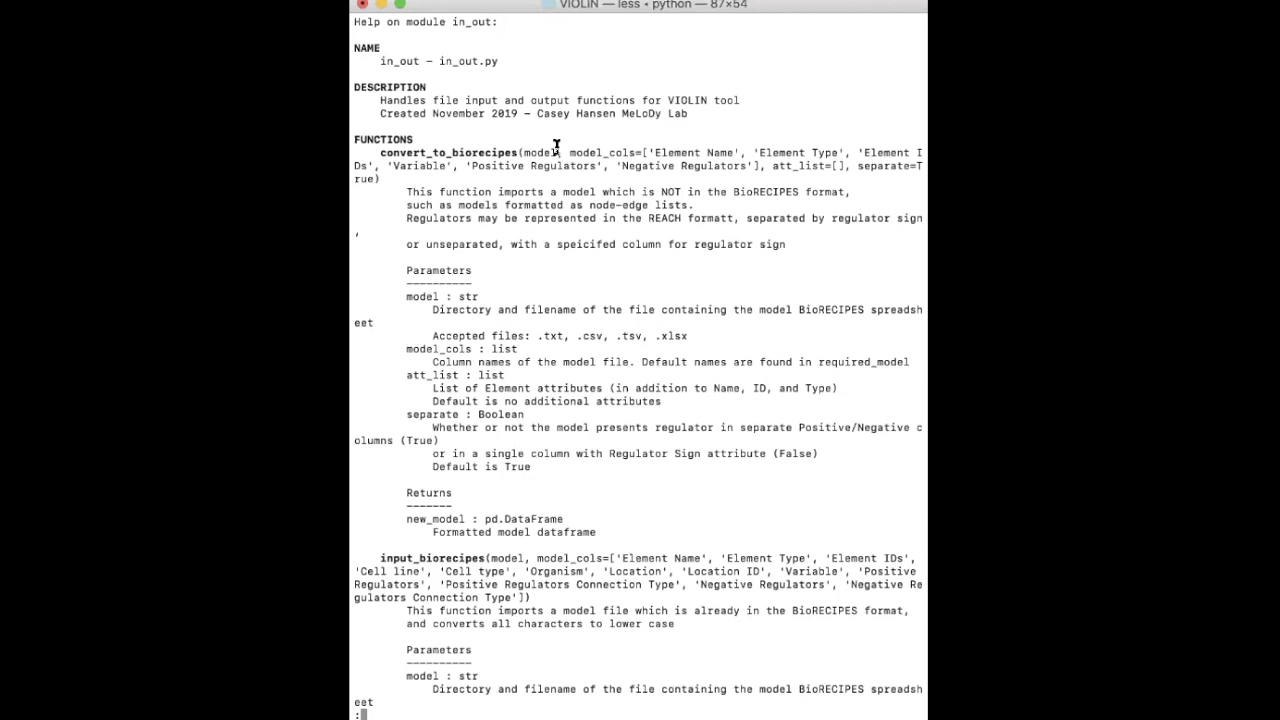 VIOLIN — less • python — 87×54
Help on module in_out:
NAME
in_out - in_out.py
DESCRIPTION
Handles file input and output functions for VIOLIN tool
Created November 2019 - Casey Hansen MeLoDy Lab
FUNCTIONS
convert_to_biorecipes(model, model_cols=['Element Name', 'Element Type', 'Element I
Ds', 'Variable', 'Positive Regulators', 'Negative Regulators'], att_list=[], separate=T
rue)
This function imports a model which is NOT in the BioRECIPES format,
such as models formatted as node-edge lists.
Regulators may be represented in the REACH formatt, separated by regulator sign
,
or unseparated, with a speicifed column for regulator sign
Parameters
----------
model : str
Directory and filename of the file containing the model BioRECIPES spreadsh
eet
Accepted files: .txt, .csv, .tsv, .xlsx
model_cols : list
Column names of the model file. Default names are found in required_model
att_list : list
List of Element attributes (in addition to Name, ID, and Type)
Default is no additional attributes
separate : Boolean
Whether or not the model presents regulator in separate Positive/Negative c
olumns (True)
or in a single column with Regulator Sign attribute (False)
Default is True
Returns
-------
new_model : pd.DataFrame
Formatted model dataframe
input_biorecipes(model, model_cols=['Element Name', 'Element Type', 'Element IDs',
'Cell line', 'Cell type', 'Organism', 'Location', 'Location ID', 'Variable', 'Positive
Regulators', 'Positive Regulators Connection Type', 'Negative Regulators', 'Negative Re
gulators Connection Type'])
This function imports a model file which is already in the BioRECIPES format,
and converts all characters to lower case
Parameters
----------
model : str
Directory and filename of the file containing the model BioRECIPES spreadsh
eet
: